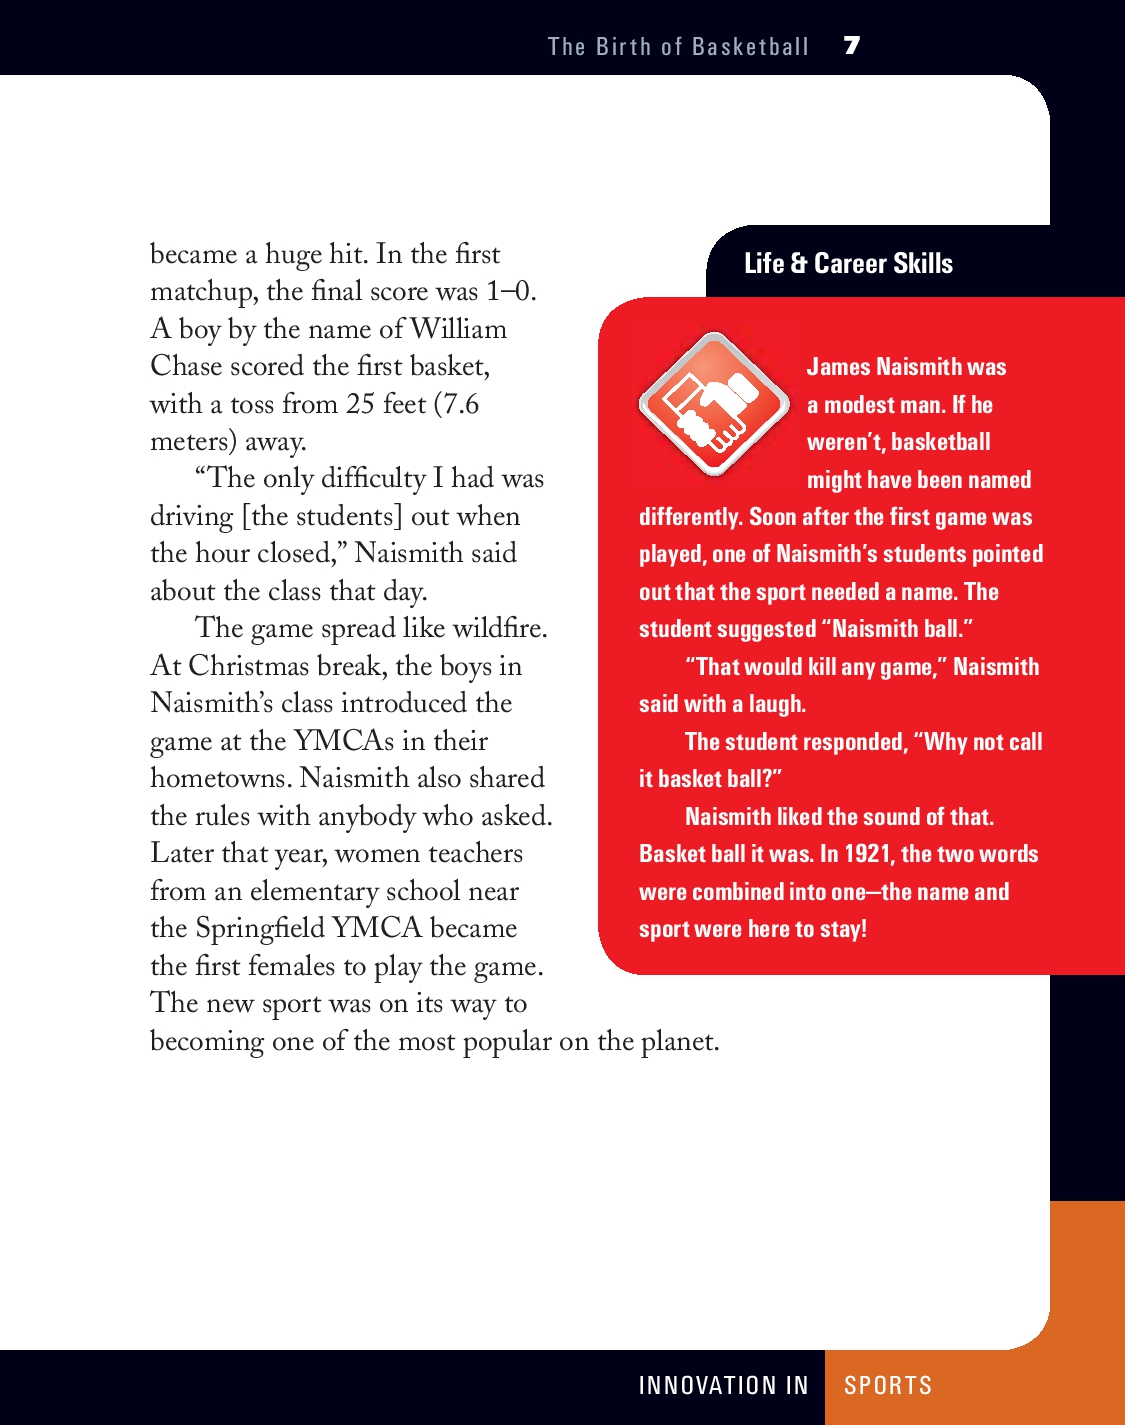 The Birth of Basketball 7
became a huge hit. In the first
matchup, the final score was 1–0.
A boy by the name of William
Chase scored the first basket,
with a toss from 25 feet (7.6
meters) away.
“The only difficulty I had was
driving [the students] out when
the hour closed,” Naismith said
about the class that day.
The game spread like wildfire.
At Christmas break, the boys in
Naismith’s class introduced the
game at the YMCAs in their
hometowns. Naismith also shared
the rules with anybody who asked.
Later that year, women teachers
from an elementary school near
the Springfield YMCA became
the first females to play the game.
The new sport was on its way to
becoming one of the most popular on the planet.
Life & Career Skills
James Naismith was
a modest man. If he
weren’t, basketball
might have been named
differently. Soon after the first game was
played, one of Naismith’s students pointed
out that the sport needed a name. The
student suggested “Naismith ball.”
“That would kill any game,” Naismith
said with a laugh.
The student responded, “Why not call
it basket ball?”
Naismith liked the sound of that.
Basket ball it was. In 1921, the two words
were combined into one—the name and
sport were here to stay!
INNOVATION IN SPORTS